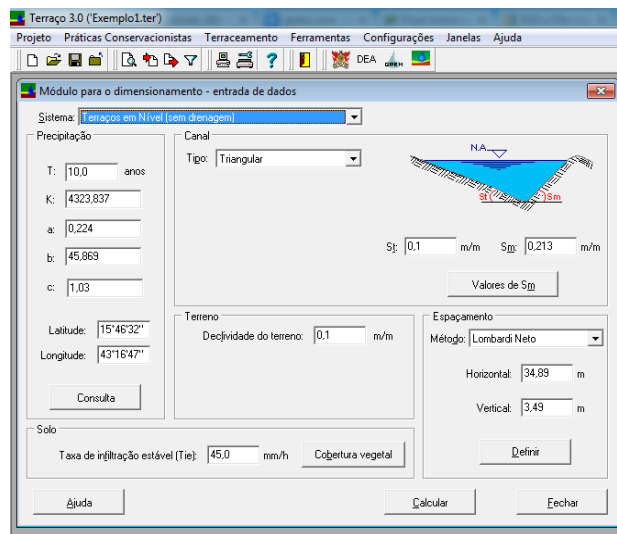 Terraço 3.0 ('Exemplo1.ter')
Projeto Práticas Conservacionistas Terraceamento Ferramentas Configurações Janelas Ajuda
DEA
Módulo para o dimensionamento - entrada de dados
Sistema: Terraços em Nível (sem drenagem)
Precipitação
T: 10,0 anos
K: 4323,837
a: 0,224
b: 45,869
c: 1,03
Latitude: 15°46'32''
Longitude: 43°16'47''
Consulta
Canal
Tipo: Triangular
N.A.
St Sm
St: 0,1 m/m Sm: 0,213 m/m
Valores de Sm
Terreno
Declividade do terreno: 0,1 m/m
Espaçamento
Método: Lombardi Neto
Horizontal: 34,89 m
Vertical: 3,49 m
Definir
Solo
Taxa de infiltração estável (Tie): 45,0 mm/h Cobertura vegetal
Ajuda Calcular Fechar